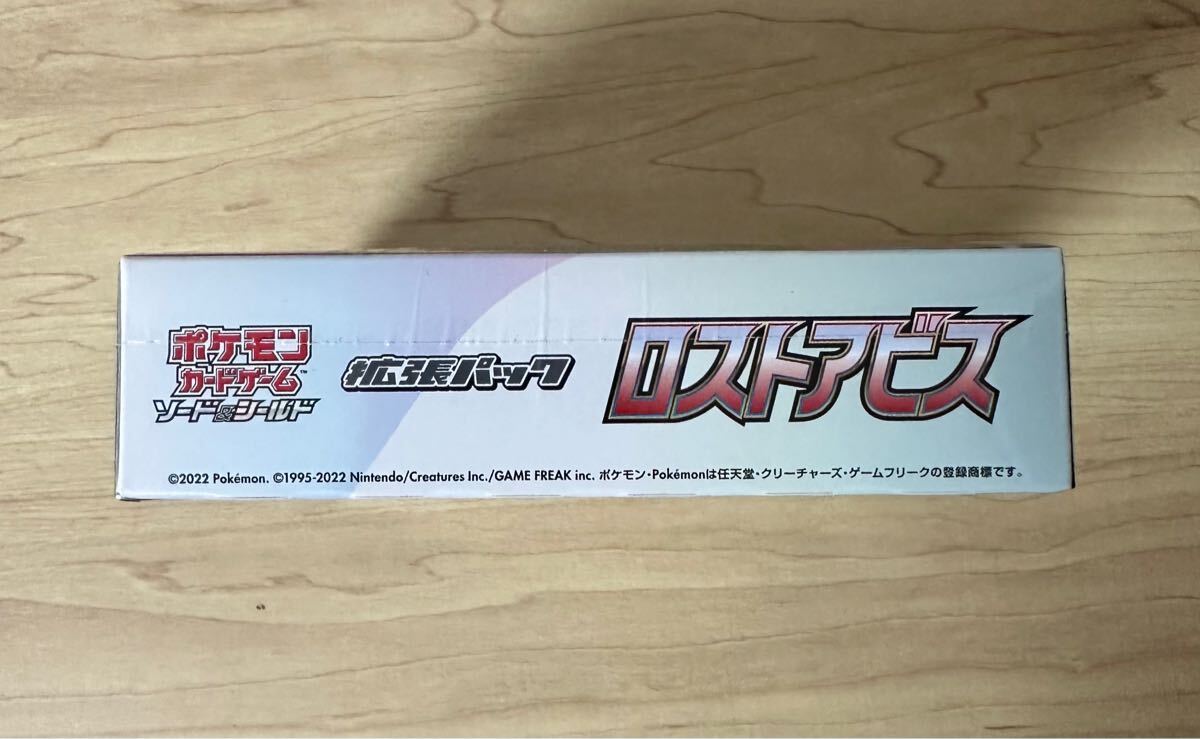 ポケモン
カードゲーム™
ソード&シールド
拡張パック
ロストアビス
©2022 Pokémon. ©1995-2022 Nintendo/Creatures Inc./GAME FREAK inc. ポケモン・Pokémonは任天堂・クリーチャーズ・ゲームフリークの登録商標です。